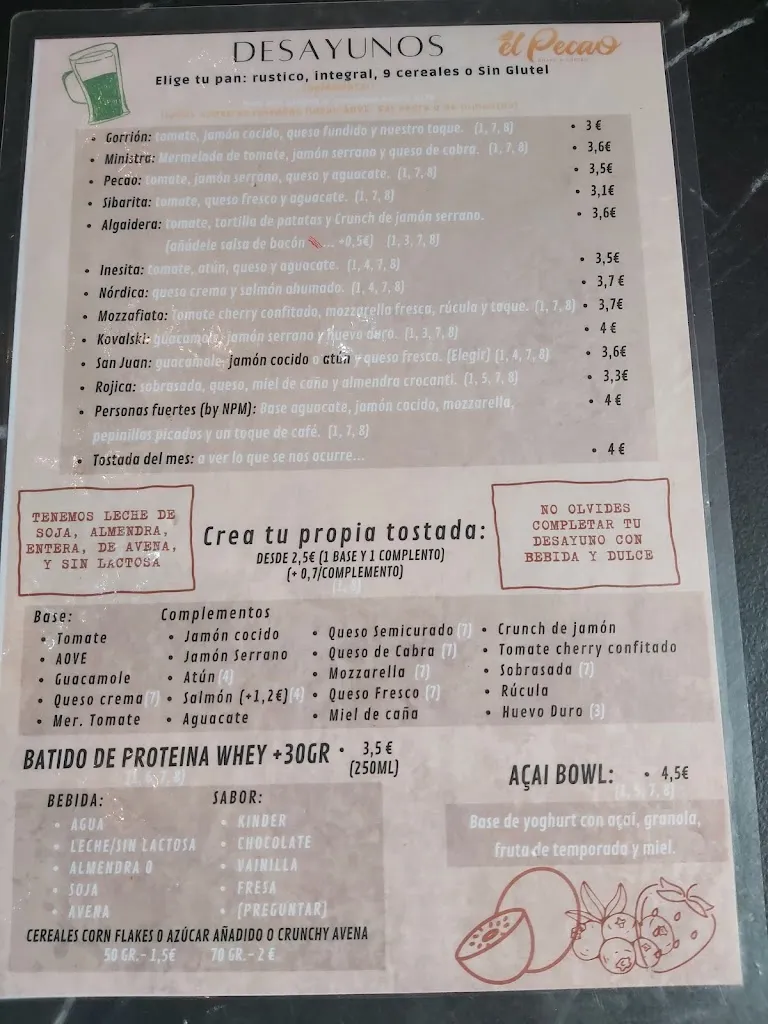 DESAYUNOS
el Pecao
Elige tu pan: rustico, integral, 9 cereales o Sin Glutel
Gorrión: tomate, jamón cocido, queso fundido y nuestro toque. (1, 7, 8) • 3 €
Ministra: Mermelada de tomate, jamón serrano y queso de cabra. (1, 7, 8) • 3,6€
Pecao: tomate, jamón serrano, queso y aguacate. (1, 7, 8) • 3,5€
Sibarita: tomate, queso fresco y aguacate. (1, 7, 8) • 3,1€
Algaidera: tomate, tortilla de patatas y Crunch de jamón serrano. • 3,6€
(añádele salsa de bacón 🥓... +0,5€) (1, 3, 7, 8)
Inesita: tomate, atún, queso y aguacate. (1, 4, 7, 8) • 3,5€
Nórdica: queso crema y salmón ahumado. (1, 4, 7, 8) • 3,7 €
Mozzafiato: tomate cherry confitado, mozzarella fresca, rúcula y toque. (1, 7, 8) • 3,7€
Kovalski: guacamole, jamón serrano y huevo duro. (1, 3, 7, 8) • 4 €
San Juan: guacamole, jamón cocido o atún y queso fresco. (Elegir) (1, 4, 7, 8) • 3,6€
Rojica: sobrasada, queso, miel de caña y almendra crocanti. (1, 5, 7, 8) • 3,3€
Personas fuertes (by NPM): Base aguacate, jamón cocido, mozzarella, • 4 €
pepinillos picados y un toque de café. (1, 7, 8)
Tostada del mes: a ver lo que se nos ocurre... • 4 €
TENEMOS LECHE DE
SOJA, ALMENDRA,
ENTERA, DE AVENA,
Y SIN LACTOSA
Crea tu propia tostada:
DESDE 2,5€ (1 BASE Y 1 COMPLENTO)
(+ 0,7/COMPLEMENTO)
NO OLVIDES
COMPLETAR TU
DESAYUNO CON
BEBIDA Y DULCE
Base:
• Tomate
• AOVE
• Guacamole
• Queso crema (7)
• Mer. Tomate
Complementos
• Jamón cocido
• Jamón Serrano
• Atún (4)
• Salmón (+1,2€) (4)
• Aguacate
• Queso Semicurado (7)
• Queso de Cabra (7)
• Mozzarella (7)
• Queso Fresco (7)
• Miel de caña
• Crunch de jamón
• Tomate cherry confitado
• Sobrasada (7)
• Rúcula
• Huevo Duro (3)
BATIDO DE PROTEINA WHEY +30GR • 3,5 €
(250ML)
BEBIDA:
• AGUA
• LECHE/SIN LACTOSA
• ALMENDRA O
• SOJA
• AVENA
SABOR:
• KINDER
• CHOCOLATE
• VAINILLA
• FRESA
• (PREGUNTAR)
CEREALES CORN FLAKES O AZÚCAR AÑADIDO O CRUNCHY AVENA
50 GR.- 1,5€ 70 GR.- 2 €
AÇAI BOWL: • 4,5€
Base de yoghurt con açai, granola,
fruta de temporada y miel.